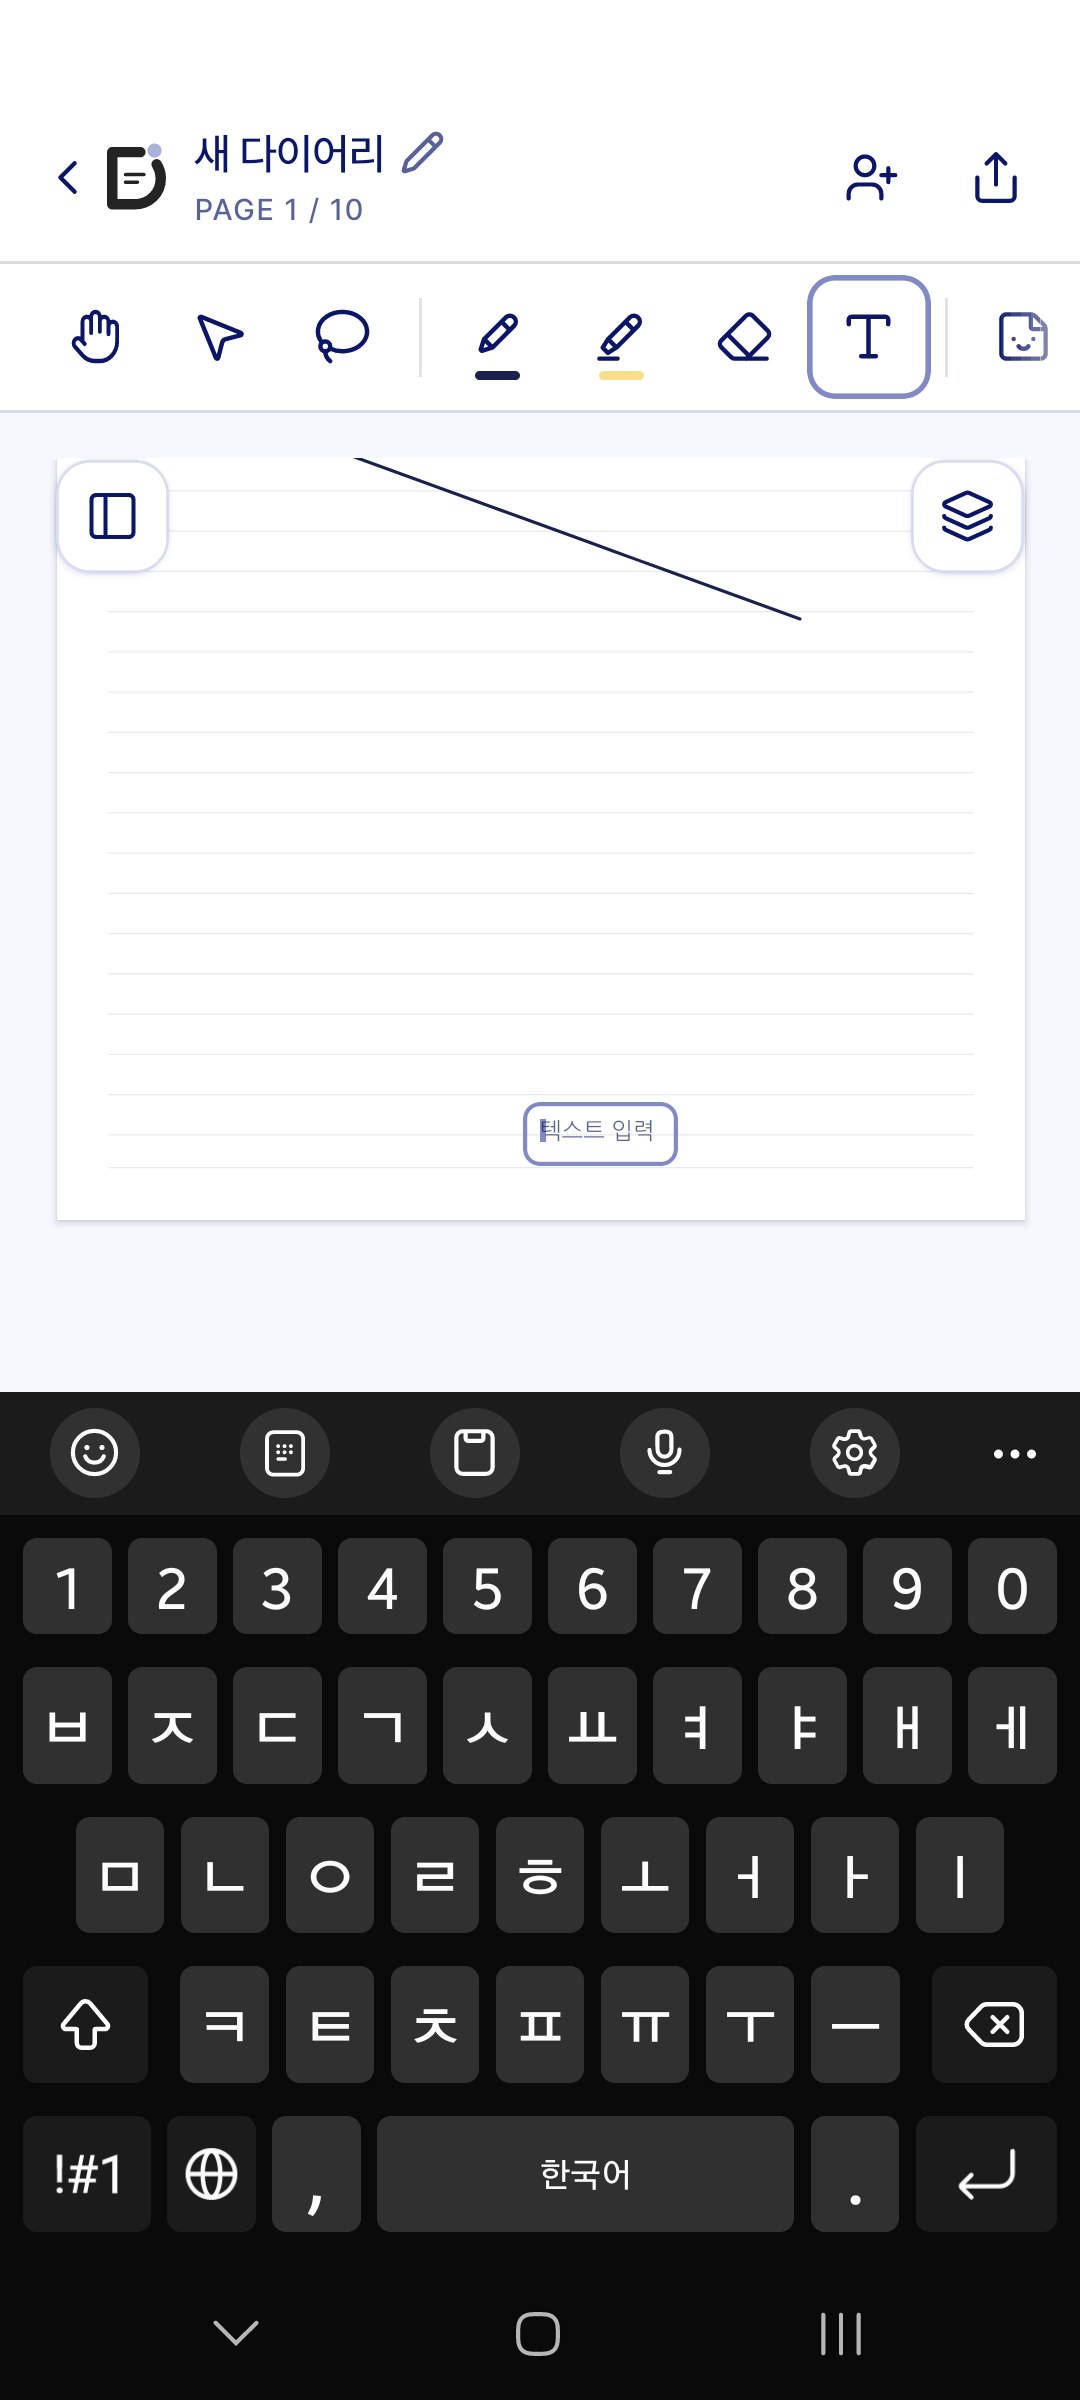 새 다이어리
PAGE 1 / 10
텍스트 입력
1 2 3 4 5 6 7 8 9 0
ㅂ ㅈ ㄷ ㄱ ㅅ ㅛ ㅕ ㅑ ㅐ ㅔ
ㅁ ㄴ ㅇ ㄹ ㅎ ㅗ ㅓ ㅏ ㅣ
ㅋ ㅌ ㅊ ㅍ ㅠ ㅜ ㅡ
!#1 , 한국어 .